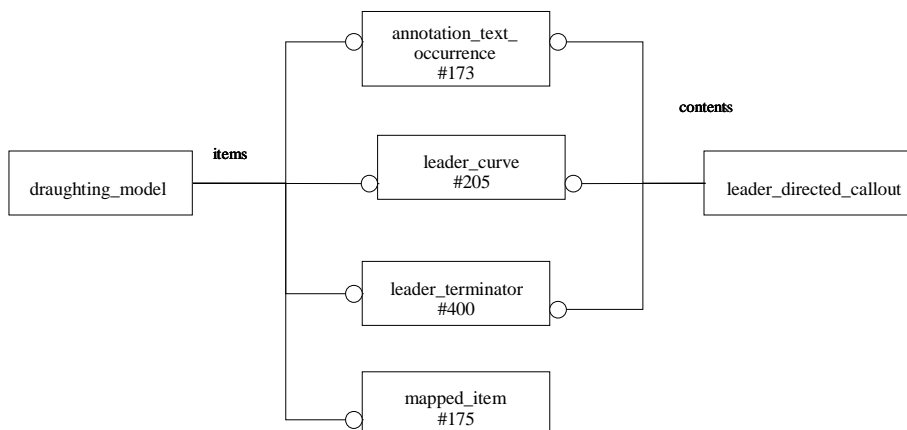 annotation_text_
occurrence
#173
contents
items
leader_curve
#205
draughting_model
leader_directed_callout
leader_terminator
#400
mapped_item
#175